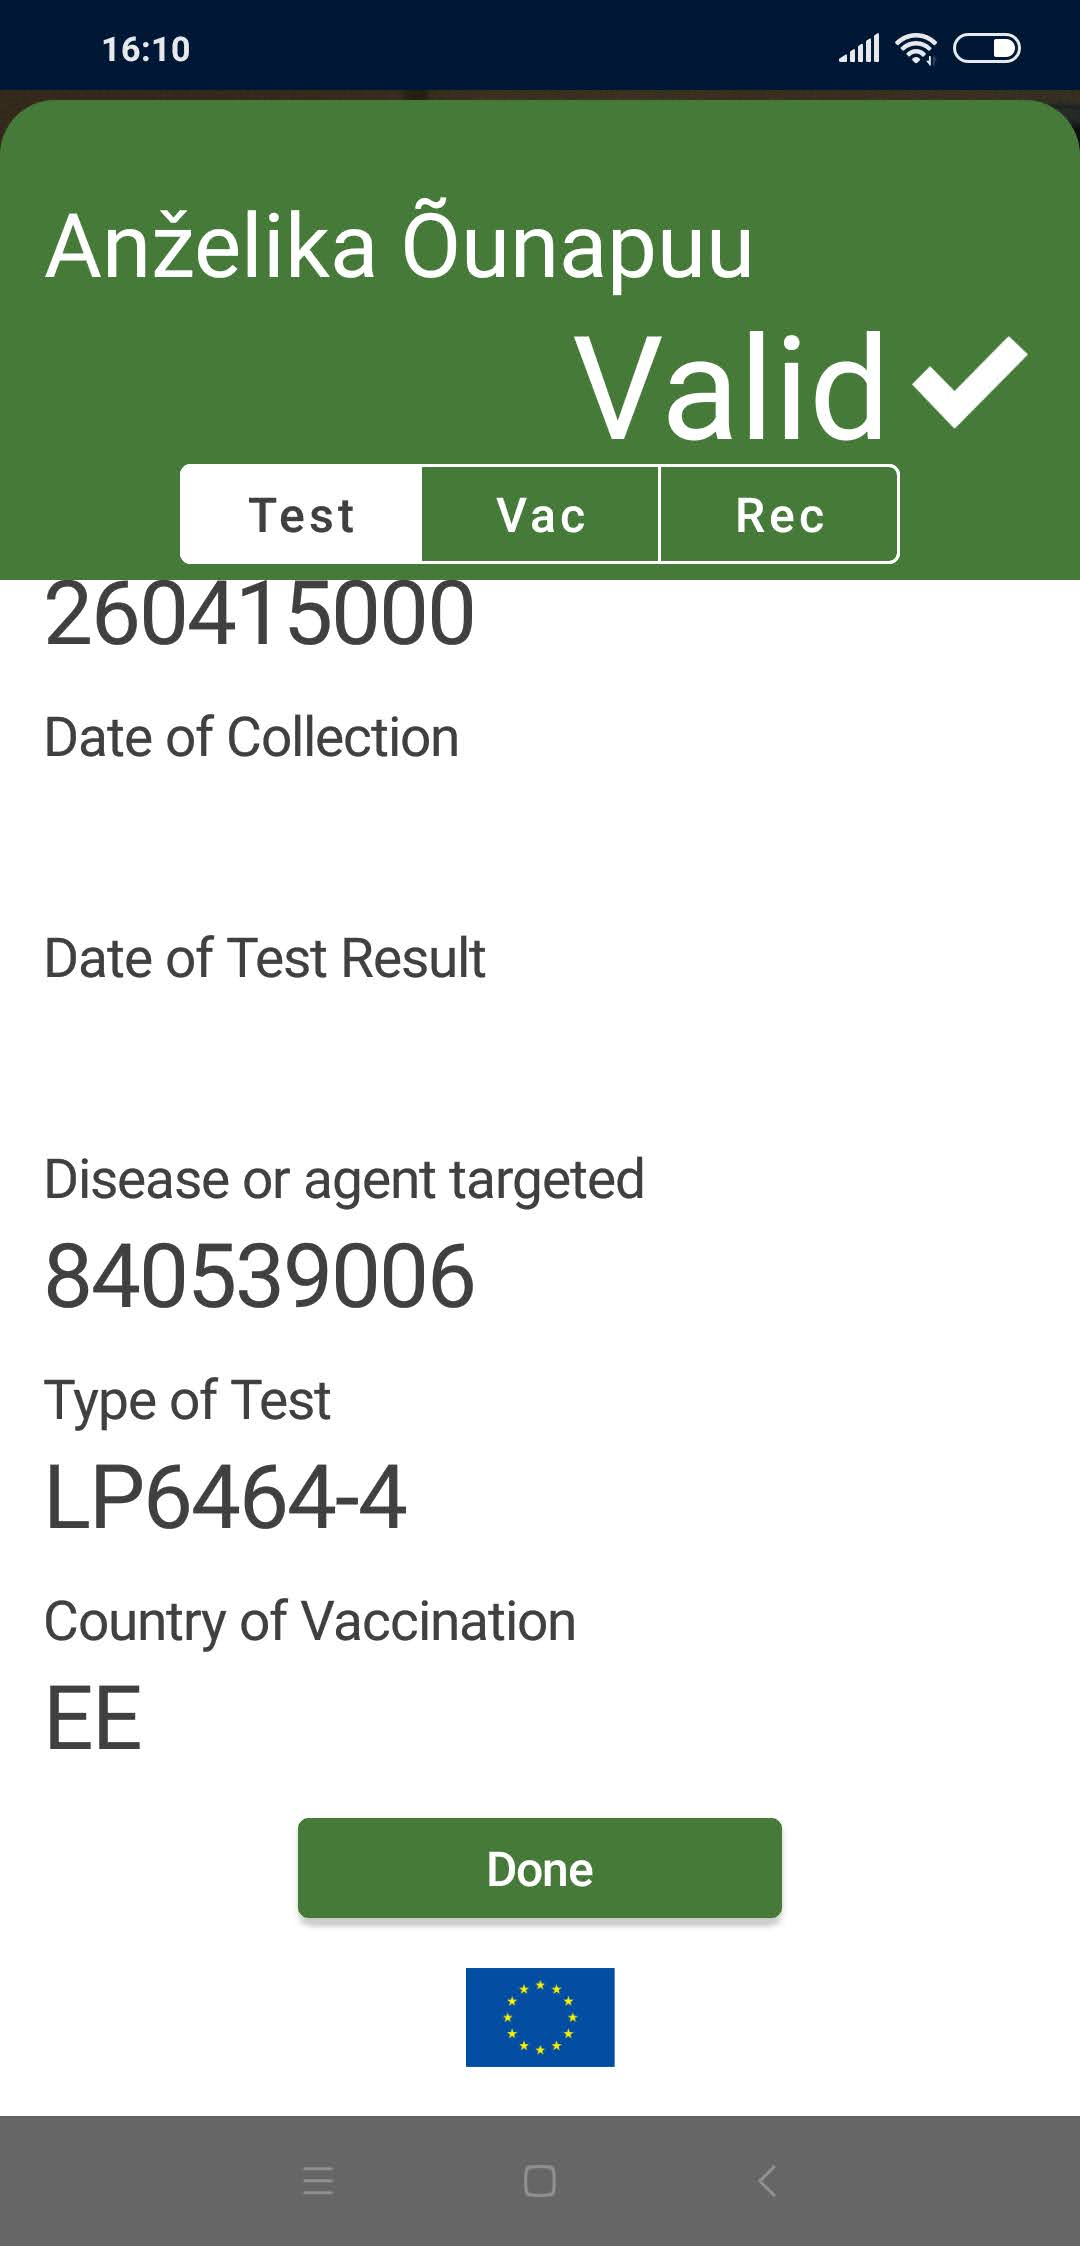 16:10
Anželika Õunapuu
Valid
Test Vac Rec
260415000
Date of Collection
Date of Test Result
Disease or agent targeted
840539006
Type of Test
LP6464-4
Country of Vaccination
EE
Done